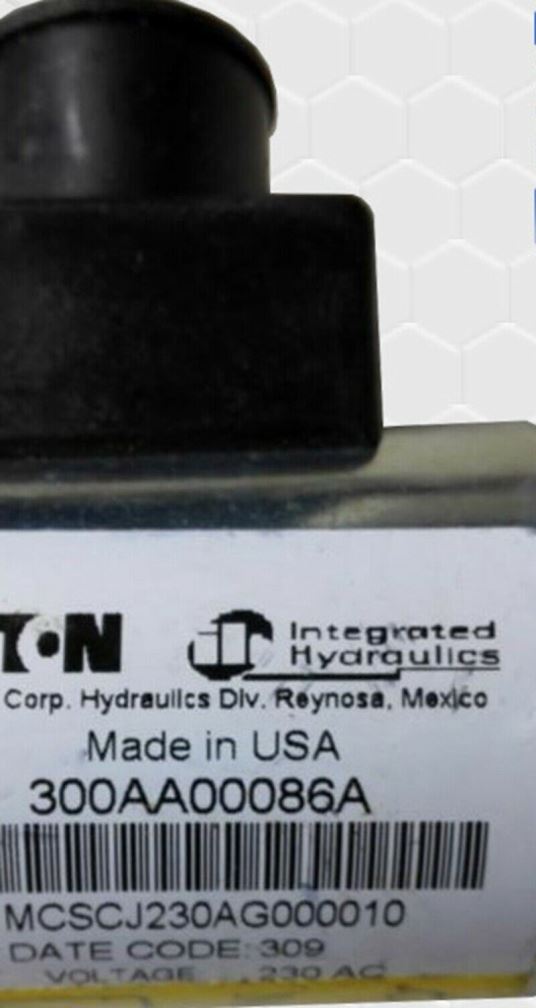 T·N Integrated Hydraulics
Corp. Hydraulics Div. Reynosa, Mexico
Made in USA
300AA00086A
MCSCJ230AG000010
DATE CODE: 309
VOLTAGE 230 AC